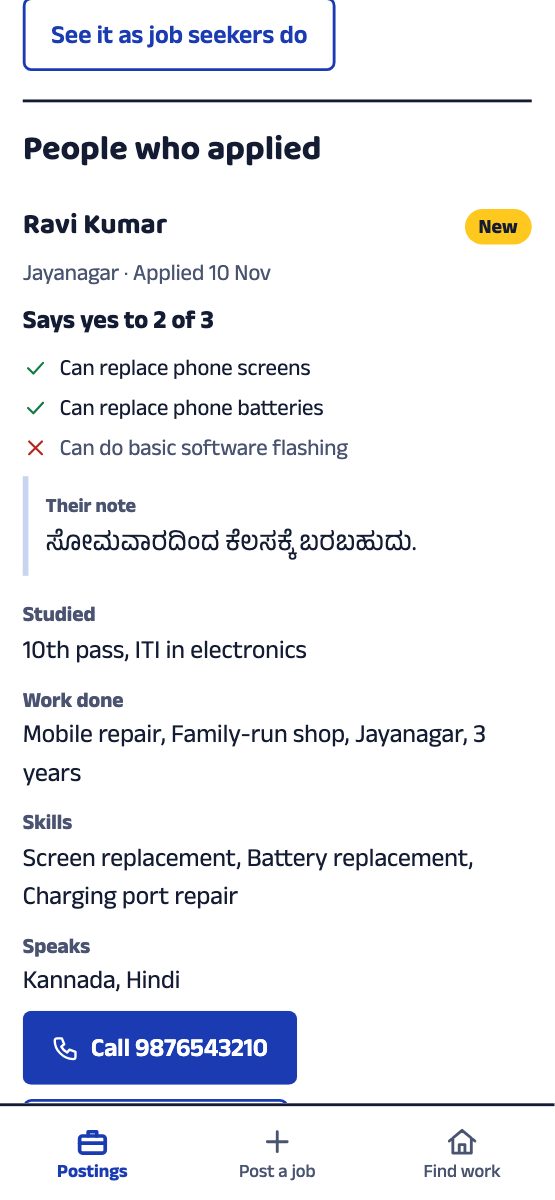 See it as job seekers do
People who applied
Ravi Kumar
New
Jayanagar · Applied 10 Nov
Says yes to 2 of 3
Can replace phone screens
Can replace phone batteries
Can do basic software flashing
Their note
ಸೋಮವಾರದಿಂದ ಕೆಲಸಕ್ಕೆ ಬರಬಹುದು.
Studied
10th pass, ITI in electronics
Work done
Mobile repair, Family-run shop, Jayanagar, 3
years
Skills
Screen replacement, Battery replacement,
Charging port repair
Speaks
Kannada, Hindi
Call 9876543210
Postings
Post a job
Find work